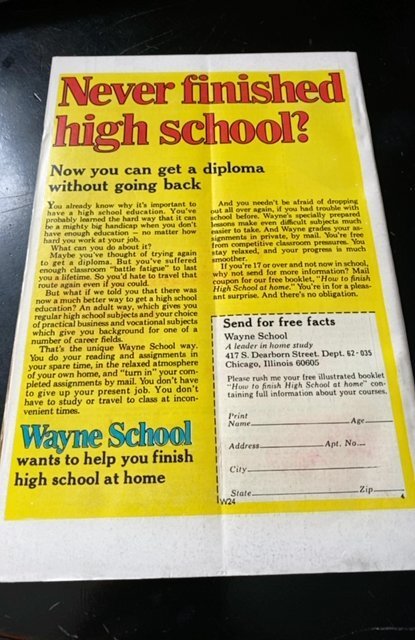 Never finished
high school?
Now you can get a diploma
without going back
You already know why it's important to
have a high school education. You've
probably learned the hard way that it can
be a mighty big handicap when you don't
have enough education — no matter how
hard you work at your job.
What can you do about it?
Maybe you've thought of trying again
to get a diploma. But you've suffered
enough classroom "battle fatigue" to last
you a lifetime. So you'd hate to travel that
route again even if you could.
But what if we told you that there was
now a much better way to get a high school
education? An adult way, which gives you
regular high school subjects and your choice
of practical business and vocational subjects
which give you background for one of a
number of career fields.
That's the unique Wayne School way.
You do your reading and assignments in
your spare time, in the relaxed atmosphere
of your own home, and "turn in" your com-
pleted assignments by mail. You don't have
to give up your present job. You don't
have to study or travel to class at incon-
venient times.
And you needn't be afraid of dropping
out all over again, if you had trouble with
school before. Wayne's specially prepared
lessons make even difficult subjects much
easier to take. And Wayne grades your as-
signments in private, by mail. You're free
from competitive classroom pressures. You
stay relaxed, and your progress is much
smoother.
If you're 17 or over and not now in school,
why not send for more information? Mail
coupon for our free booklet, "How to finish
High School at home." You're in for a pleas-
ant surprise. And there's no obligation.
Wayne School
wants to help you finish
high school at home
Send for free facts
Wayne School
A leader in home study
417 S. Dearborn Street. Dept. 62-035
Chicago, Illinois 60605
Please rush me your free illustrated booklet
"How to finish High School at home" con-
taining full information about your courses.
Print
Name Age
Address Apt. No.
City
State Zip
W24 4